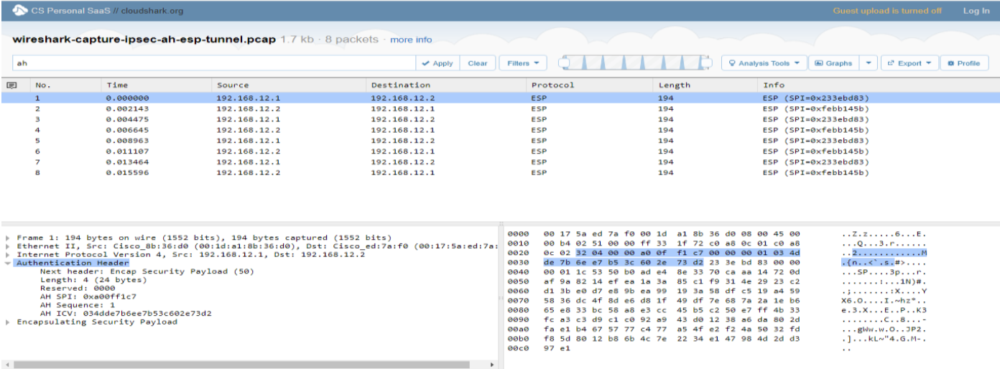 CS Personal SaaS // cloudshark.org Guest upload is turned off Log In
wireshark-capture-ipsec-ah-esp-tunnel.pcap 1.7 kb · 8 packets · more info
ah Apply Clear Filters Analysis Tools Graphs Export Profile
No. Time Source Destination Protocol Length Info
1 0.000000 192.168.12.1 192.168.12.2 ESP 194 ESP (SPI=0x233ebd83)
2 0.002143 192.168.12.2 192.168.12.1 ESP 194 ESP (SPI=0xfebb145b)
3 0.004475 192.168.12.1 192.168.12.2 ESP 194 ESP (SPI=0x233ebd83)
4 0.006645 192.168.12.2 192.168.12.1 ESP 194 ESP (SPI=0xfebb145b)
5 0.008963 192.168.12.1 192.168.12.2 ESP 194 ESP (SPI=0x233ebd83)
6 0.011107 192.168.12.2 192.168.12.1 ESP 194 ESP (SPI=0xfebb145b)
7 0.013464 192.168.12.1 192.168.12.2 ESP 194 ESP (SPI=0x233ebd83)
8 0.015596 192.168.12.2 192.168.12.1 ESP 194 ESP (SPI=0xfebb145b)
Frame 1: 194 bytes on wire (1552 bits), 194 bytes captured (1552 bits)
Ethernet II, Src: Cisco_8b:36:d0 (00:1d:a1:8b:36:d0), Dst: Cisco_ed:7a:f0 (00:17:5a:ed:7a:
Internet Protocol Version 4, Src: 192.168.12.1, Dst: 192.168.12.2
Authentication Header
Next header: Encap Security Payload (50)
Length: 4 (24 bytes)
Reserved: 0000
AH SPI: 0xa00ff1c7
AH Sequence: 1
AH ICV: 034dde7b6ee7b53c602e73d2
Encapsulating Security Payload
0000 00 17 5a ed 7a f0 00 1d a1 8b 36 d0 08 00 45 00 ..Z.z.....6...E.
0010 00 b4 02 51 00 00 ff 33 1f 72 c0 a8 0c 01 c0 a8 ...Q...3.r......
0020 0c 02 32 04 00 00 a0 0f f1 c7 00 00 00 01 03 4d ..2............M
0030 de 7b 6e e7 b5 3c 60 2e 73 d2 23 3e bd 83 00 00 .{n..<`.s.#>....
0040 00 01 1c 53 50 b0 ad e4 8e 33 70 ca aa 14 72 0d ...SP....3p...r.
0050 af 9a 82 14 ef ea 1a 3a 85 c1 f9 31 4e 29 23 c2 .......:...1N)#.
0060 d1 3b e0 d7 e8 9b ea 99 19 3a 58 df c5 19 a4 59 .;.......:X....Y
0070 58 36 dc 4f 8d e6 d8 1f 49 df 7e 68 7a 2a 1e b6 X6.O....I.~hz*..
0080 65 e8 33 bc 58 a8 e3 cc 45 b5 c2 50 e7 ff 4b 33 e.3.X...E..P..K3
0090 fc a3 c3 d9 c1 c0 92 a9 43 d0 12 38 a6 da 80 2d ........C..8...-
00a0 fa e1 b4 67 57 77 c4 77 a5 4f e2 f2 4a 50 32 fd ...gWw.w.O..JP2.
00b0 f8 5d 80 12 b8 6b 4c 7e 22 34 e1 47 98 4d 2d d3 .]...kL~"4.G.M-.
00c0 97 e1 ..